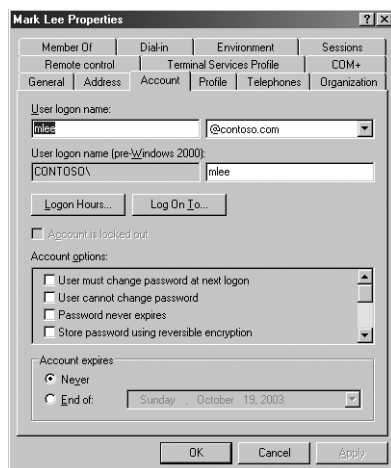 Mark Lee Properties
Member Of Dial-in Environment Sessions
Remote control Terminal Services Profile COM+
General Address Account Profile Telephones Organization
User logon name:
mlee @contoso.com
User logon name (pre-Windows 2000):
CONTOSO\ mlee
Logon Hours... Log On To...
Account is locked out
Account options:
User must change password at next logon
User cannot change password
Password never expires
Store password using reversible encryption
Account expires
Never
End of: Sunday , October 19, 2003
OK Cancel Apply